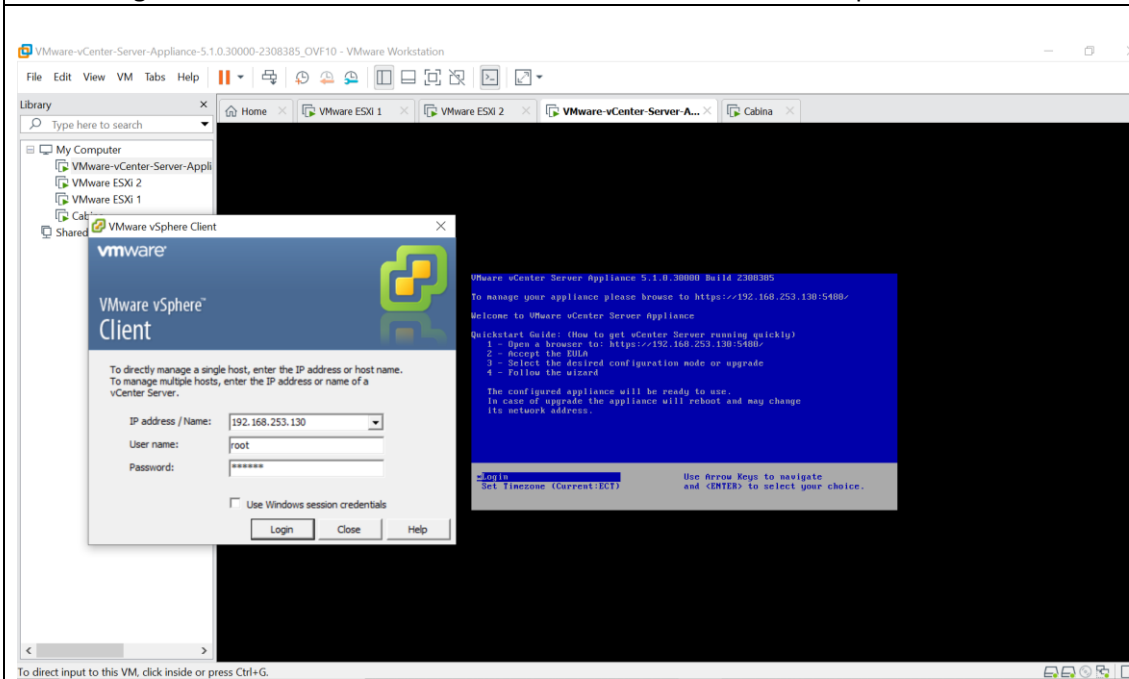 VMware-vCenter-Server-Appliance-5.1.0.30000-2308385_OVF10 - VMware Workstation
File Edit View VM Tabs Help
Library
Type here to search
My Computer
VMware-vCenter-Server-Appli
VMware ESXi 2
VMware ESXi 1
Shared
Home
VMware ESXi 1
VMware ESXi 2
VMware-vCenter-Server-A...
Cabina
VMware vSphere Client
vmware
VMware vSphere™
Client
To directly manage a single host, enter the IP address or host name.
To manage multiple hosts, enter the IP address or name of a
vCenter Server.
IP address / Name: 192.168.253.130
User name: root
Password: ******
Use Windows session credentials
Login Close Help
VMware vCenter Server Appliance 5.1.0.30000 Build 2308385
To manage your appliance please browse to https://192.168.253.130:5480/
Welcome to VMware vCenter Server Appliance
Quickstart Guide: (How to get vCenter Server running quickly)
1 - Open a browser to: https://192.168.253.130:5480/
2 - Accept the EULA
3 - Select the desired configuration mode or upgrade
4 - Follow the wizard
The configured appliance will be ready to use.
In case of upgrade the appliance will reboot and may change
its network address.
Login
Set Timezone (Current:ECT)
Use Arrow Keys to navigate
and <ENTER> to select your choice.
To direct input to this VM, click inside or press Ctrl+G.